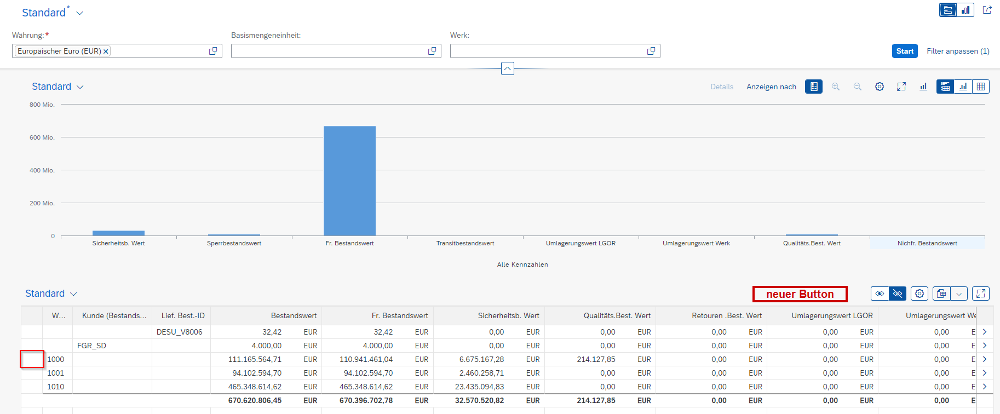 Standard*
Währung:*
Basismengeneinheit:
Werk:
Europäischer Euro (EUR)
Start
Filter anpassen (1)
Standard
Details
Anzeigen nach
800 Mio.
600 Mio.
400 Mio.
200 Mio.
0
Sicherheitsb. Wert
Sperrbestandswert
Fr. Bestandswert
Transitbestandswert
Umlagerungswert LGOR
Umlagerungswert Werk
Qualitäts.Best. Wert
Nichfr. Bestandswert
Alle Kennzahlen
Standard
neuer Button
W... Kunde (Bestands... Lief. Best.-ID Bestandswert Fr. Bestandswert Sicherheitsb. Wert Qualitäts.Best. Wert Retouren .Best. Wert Umlagerungswert LGOR Umlagerungswert We
DESU_V8006 32,42 EUR 32,42 EUR 0,00 EUR 0,00 EUR 0,00 EUR 0,00 EUR 0,00 E
FGR_SD 4.000,00 EUR 4.000,00 EUR 0,00 EUR 0,00 EUR 0,00 EUR 0,00 EUR 0,00 E
1000 111.165.564,71 EUR 110.941.461,04 EUR 6.675.167,28 EUR 214.127,85 EUR 0,00 EUR 0,00 EUR 0,00 E
1001 94.102.594,70 EUR 94.102.594,70 EUR 2.460.258,71 EUR 0,00 EUR 0,00 EUR 0,00 EUR 0,00 E
1010 465.348.614,62 EUR 465.348.614,62 EUR 23.435.094,83 EUR 0,00 EUR 0,00 EUR 0,00 EUR 0,00 E
670.620.806,45 EUR 670.396.702,78 EUR 32.570.520,82 EUR 214.127,85 EUR 0,00 EUR 0,00 EUR 0,00 E